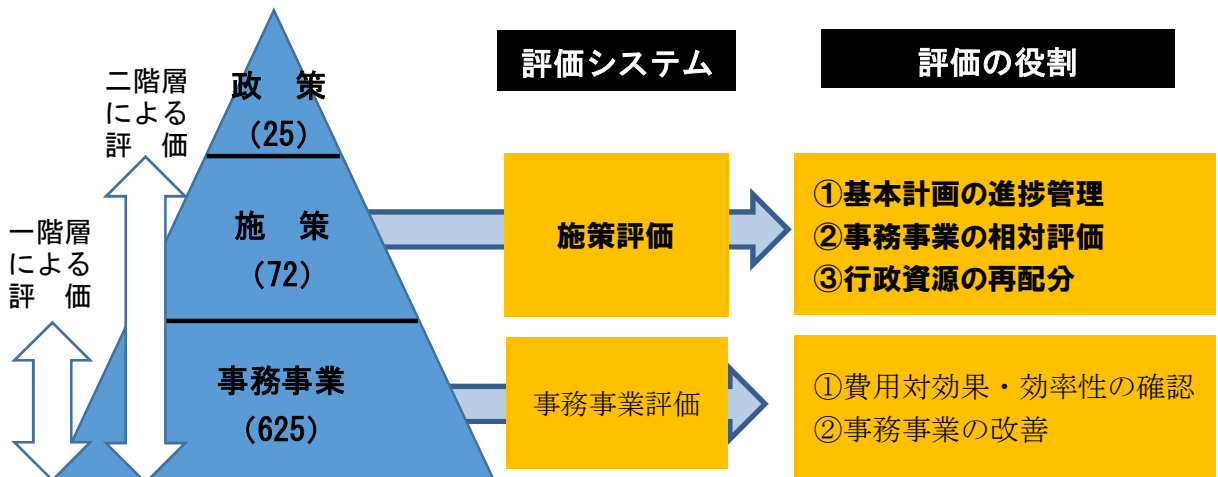 二階層
による
評　価
一階層
による
評　価
政　策
(25)
施　策
(72)
事務事業
(625)
評価システム
施策評価
事務事業評価
評価の役割
①基本計画の進捗管理
②事務事業の相対評価
③行政資源の再配分
①費用対効果・効率性の確認
②事務事業の改善